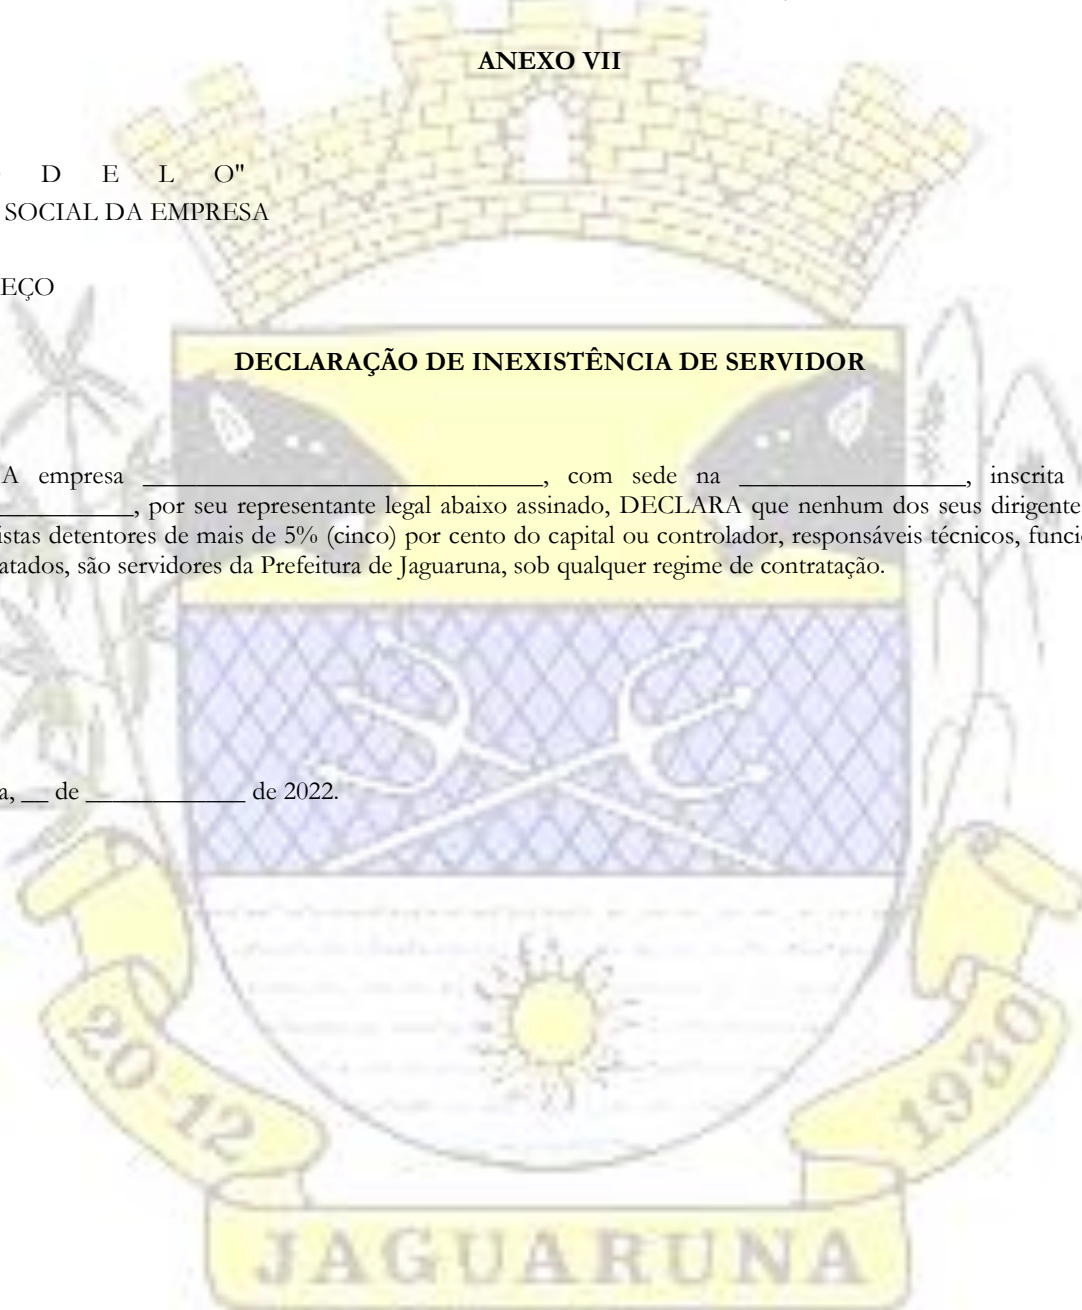 ANEXO VII
D E L O"
SOCIAL DA EMPRESA
EÇO
DECLARAÇÃO DE INEXISTÊNCIA DE SERVIDOR
A empresa ______________________________, com sede na _________________, inscrita
__________, por seu representante legal abaixo assinado, DECLARA que nenhum dos seus dirigente
istas detentores de mais de 5% (cinco) por cento do capital ou controlador, responsáveis técnicos, funci
atados, são servidores da Prefeitura de Jaguaruna, sob qualquer regime de contratação.
a, __ de ____________ de 2022.
20-12
1930
JAGUARUNA